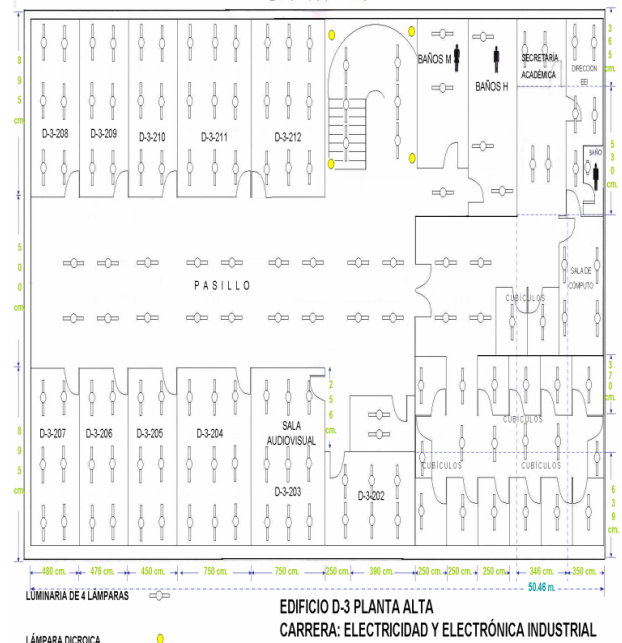 BAÑOS M
BAÑOS H
SECRETARÍA
ACADÉMICA
DIRECCION
EEI
BAÑO
365 cm.
895 cm
D-3-208
D-3-209
D-3-210
D-3-211
D-3-212
530 cm.
500 cm
PASILLO
SALA DE
CÓMPUTO
CUBÍCULOS
256 cm.
370 cm.
895 cm
D-3-207
D-3-206
D-3-205
D-3-204
SALA
AUDIOVISUAL
D-3-203
D-3-202
CUBÍCULOS
CUBÍCULOS
CUBÍCULOS
639 cm.
480 cm.
476 cm.
450 cm.
750 cm.
750 cm.
250 cm.
390 cm.
250 cm.
250 cm.
250 cm.
346 cm.
350 cm.
50.46 m.
LUMINARIA DE 4 LÁMPARAS
LÁMPARA DICROICA
EDIFICIO D-3 PLANTA ALTA
CARRERA: ELECTRICIDAD Y ELECTRÓNICA INDUSTRIAL